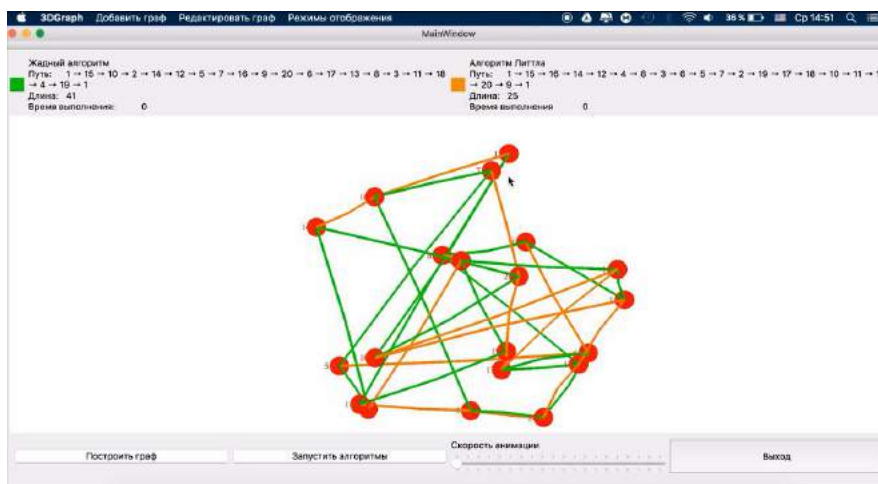 3DGraph Добавить граф Редактировать граф Режимы отображения 36% Ср 14:51
MainWindow
Жадный алгоритм
Путь: 1 → 15 → 10 → 2 → 14 → 12 → 5 → 7 → 16 → 9 → 20 → 6 → 17 → 13 → 8 → 3 → 11 → 18
→ 4 → 19 → 1
Длина: 41
Время выполнения: 0
Алгоритм Литтла
Путь: 1 → 15 → 16 → 14 → 12 → 4 → 8 → 3 → 6 → 5 → 7 → 2 → 19 → 17 → 18 → 10 → 11 →
→ 20 → 9 → 1
Длина: 25
Время выполнения 0
Скорость анимации
Построить граф
Запустить алгоритмы
Выход